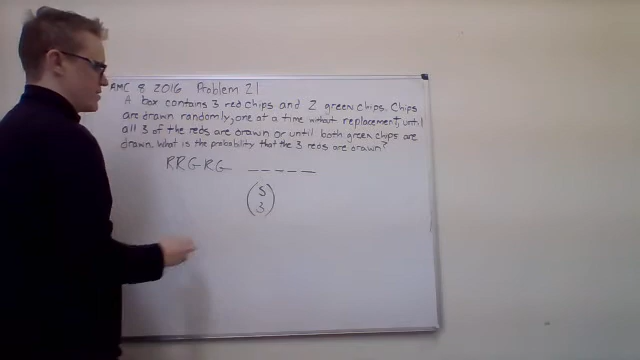 AMC 8 2016 Problem 21
A box contains 3 red chips and 2 green chips. Chips
are drawn randomly, one at a time without replacement, until
all 3 of the reds are drawn or until both green chips are
drawn. What is the probability that the 3 reds are drawn?
RRGRG _ _ _ _ _
(5
3)